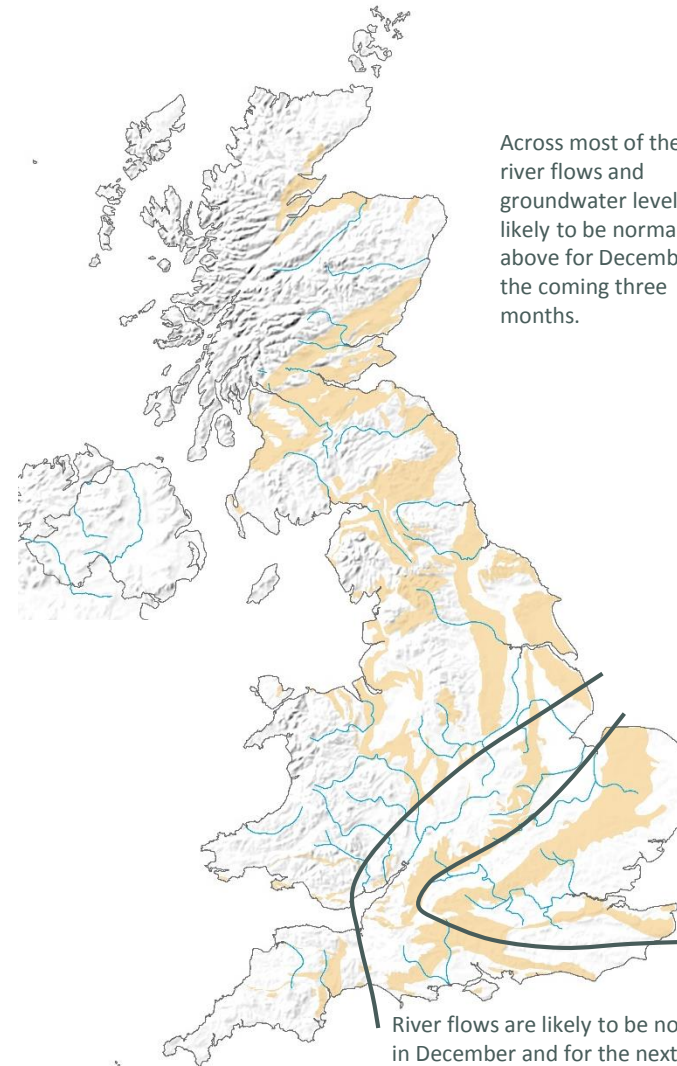 Across most of the
river flows and
groundwater level
likely to be norma
above for Decemb
the coming three
months.
River flows are likely to be no
in December and for the next